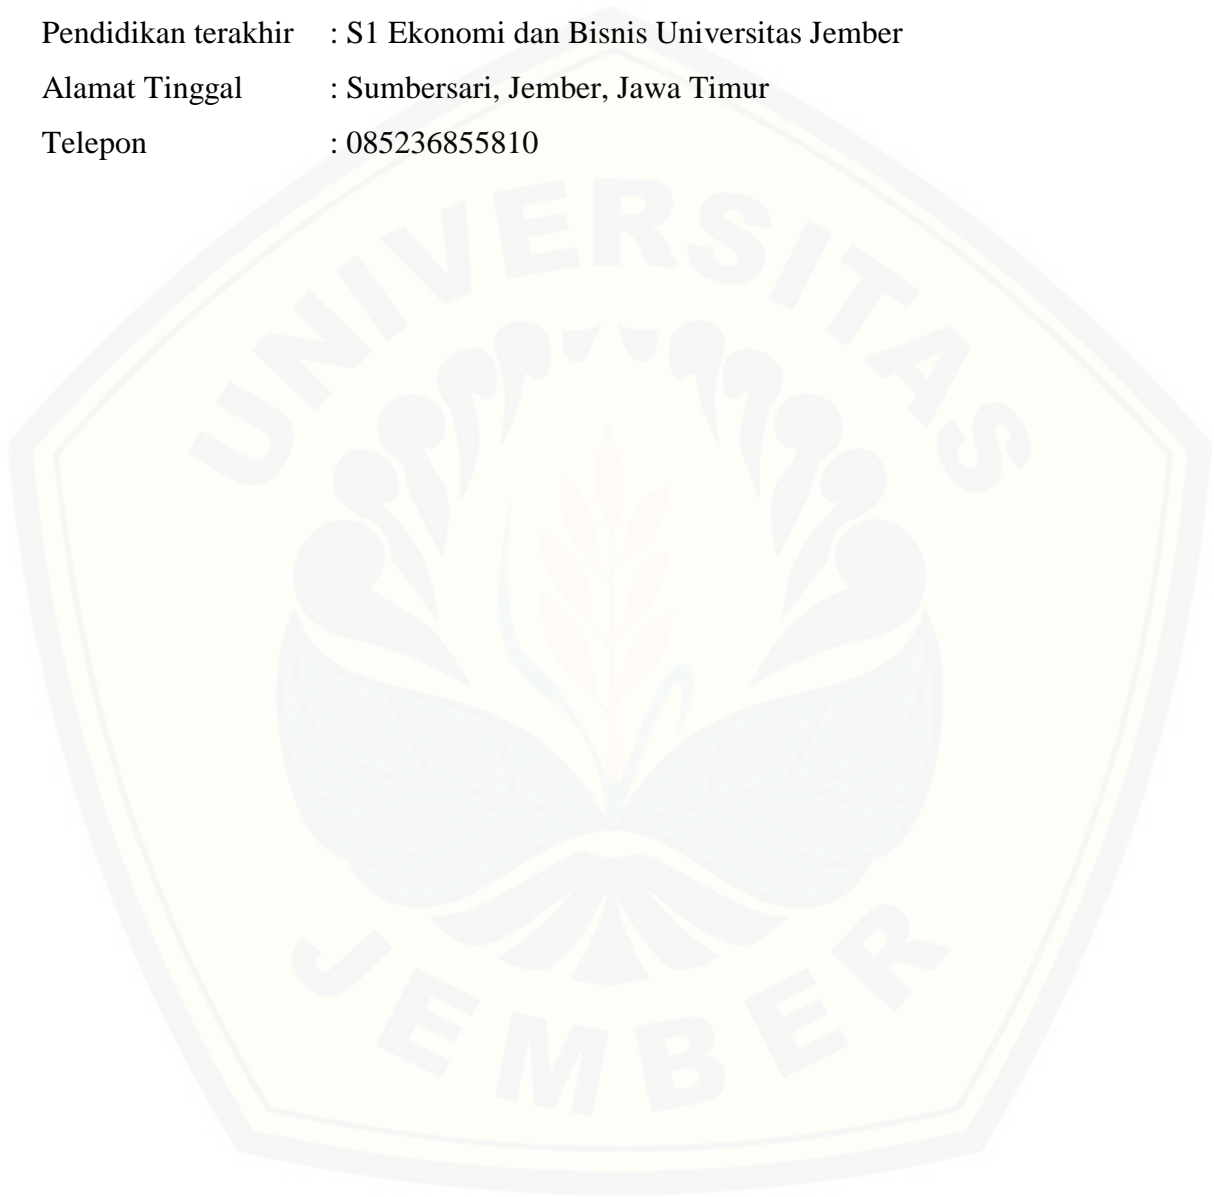 Pendidikan terakhir : S1 Ekonomi dan Bisnis Universitas Jember
Alamat Tinggal : Sumbersari, Jember, Jawa Timur
Telepon : 085236855810
UNIVERSITAS
JEMBER